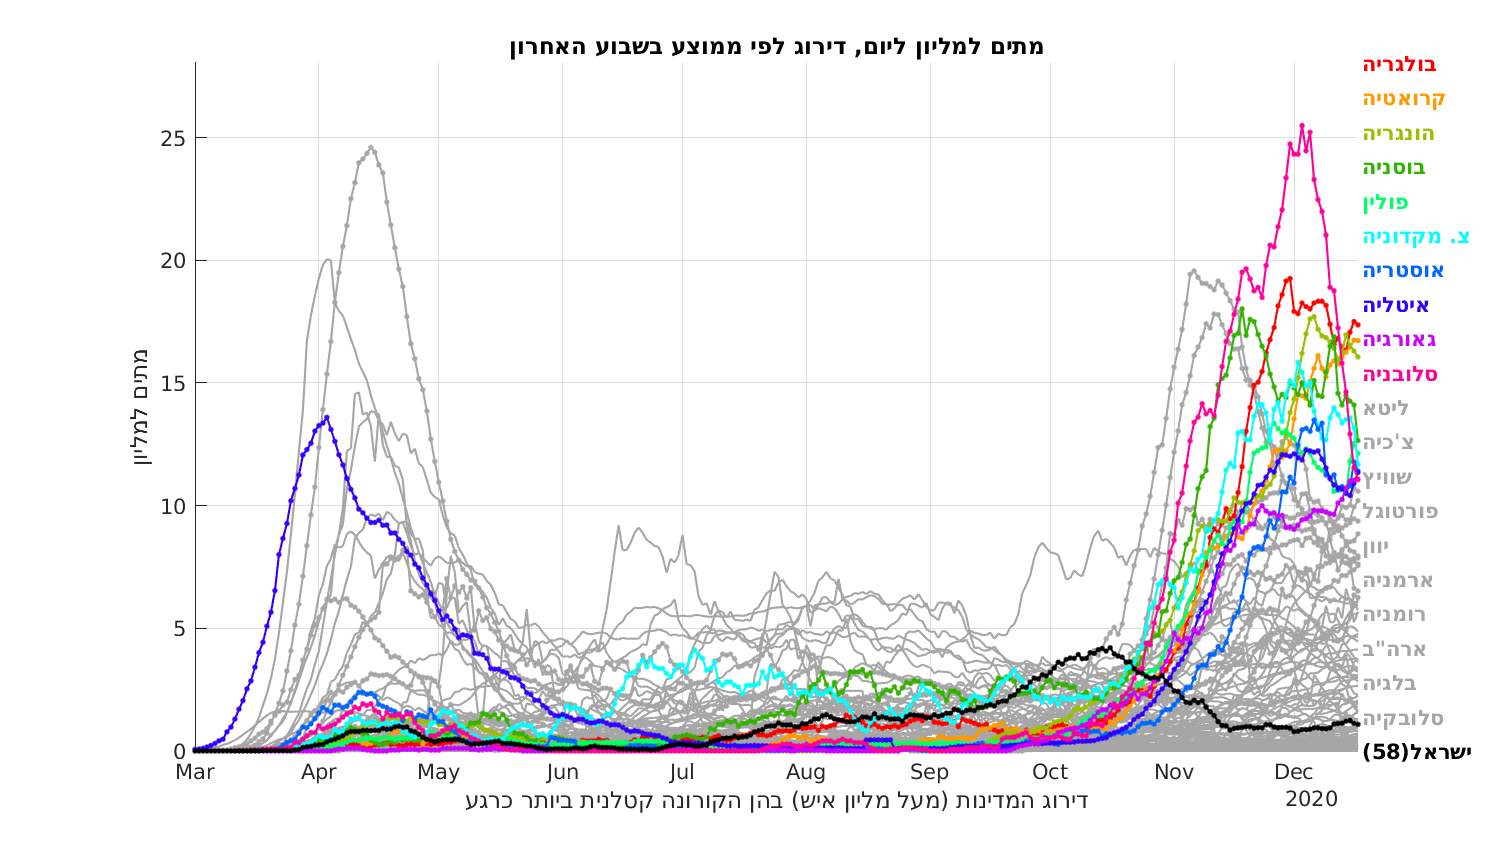 מתים למליון ליום, דירוג לפי ממוצע בשבוע האחרון
בולגריה
קרואטיה
הונגריה
בוסניה
פולין
צ. מקדוניה
אוסטריה
איטליה
גאורגיה
סלובניה
ליטא
צ'כיה
שוויץ
פורטוגל
יוון
ארמניה
רומניה
ארה"ב
בלגיה
סלובקיה
ישראל(58)
מתים למליון
25
20
15
10
5
0
Mar Apr May Jun Jul Aug Sep Oct Nov Dec
2020
דירוג המדינות (מעל מליון איש) בהן הקורונה קטלנית ביותר כרגע